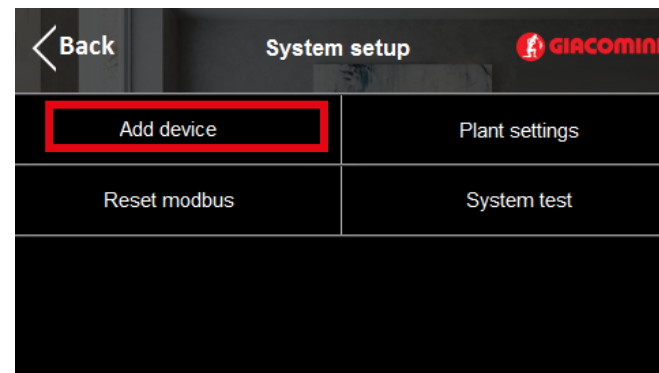 Back System setup GIACOMINI
Add device Plant settings
Reset modbus System test